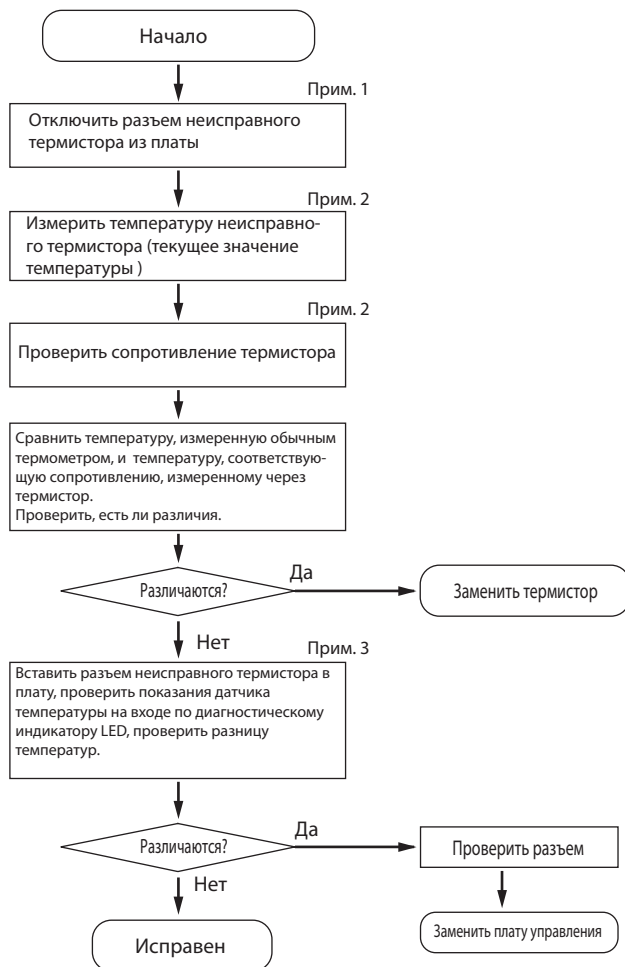 Начало
Прим. 1
Отключить разъем неисправного
термистора из платы
Прим. 2
Измерить температуру неисправно-
го термистора (текущее значение
температуры )
Прим. 2
Проверить сопротивление термистора
Сравнить температуру, измеренную обычным
термометром, и температуру, соответствую-
щую сопротивлению, измеренному через
термистор.
Проверить, есть ли различия.
Различаются?
Да
Заменить термистор
Нет
Прим. 3
Вставить разъем неисправного термистора в
плату, проверить показания датчика
температуры на входе по диагностическому
индикатору LED, проверить разницу
температур.
Различаются?
Да
Проверить разъем
Нет
Заменить плату управления
Исправен